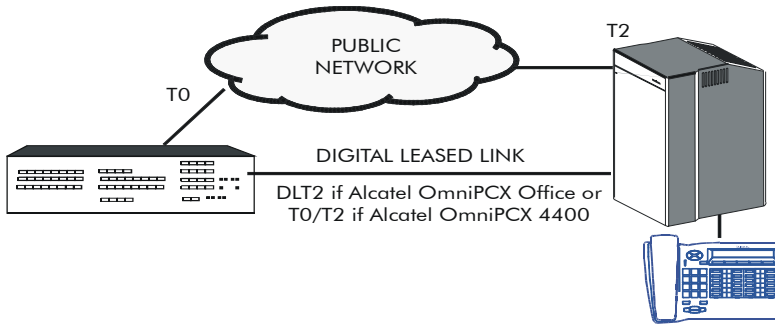 T2
PUBLIC
NETWORK
T0
DIGITAL LEASED LINK
DLT2 if Alcatel OmniPCX Office or
T0/T2 if Alcatel OmniPCX 4400